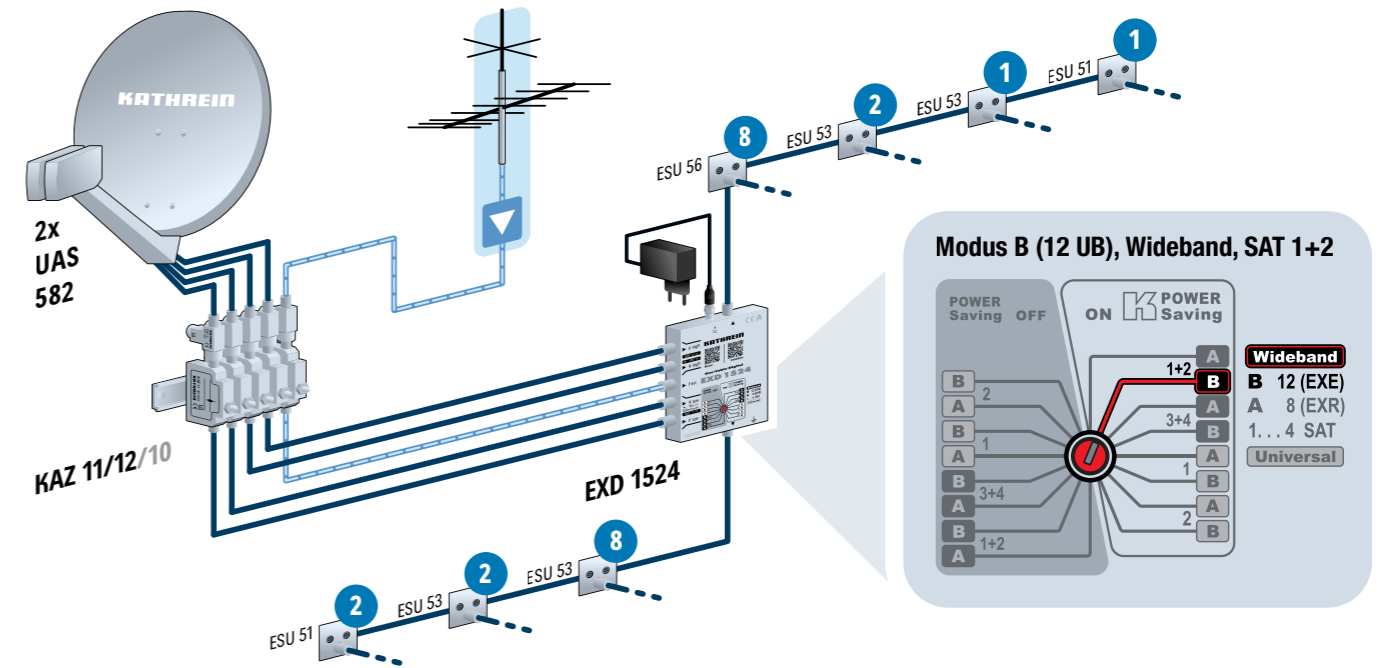 KATHREIN
2x
UAS
582
KAZ 11/12/10
EXD 1524
KATHREIN
EXD 1524
ESU 56
8
ESU 53
2
ESU 53
1
ESU 51
1
ESU 53
8
ESU 53
2
ESU 51
2
Modus B (12 UB), Wideband, SAT 1+2
POWER
Saving OFF
ON POWER
Saving
B
2
A
B
1
A
B
3+4
A
B
1+2
A
A
1+2
B
A
3+4
B
A
1
B
A
2
B
Wideband
B 12 (EXE)
A 8 (EXR)
1...4 SAT
Universal